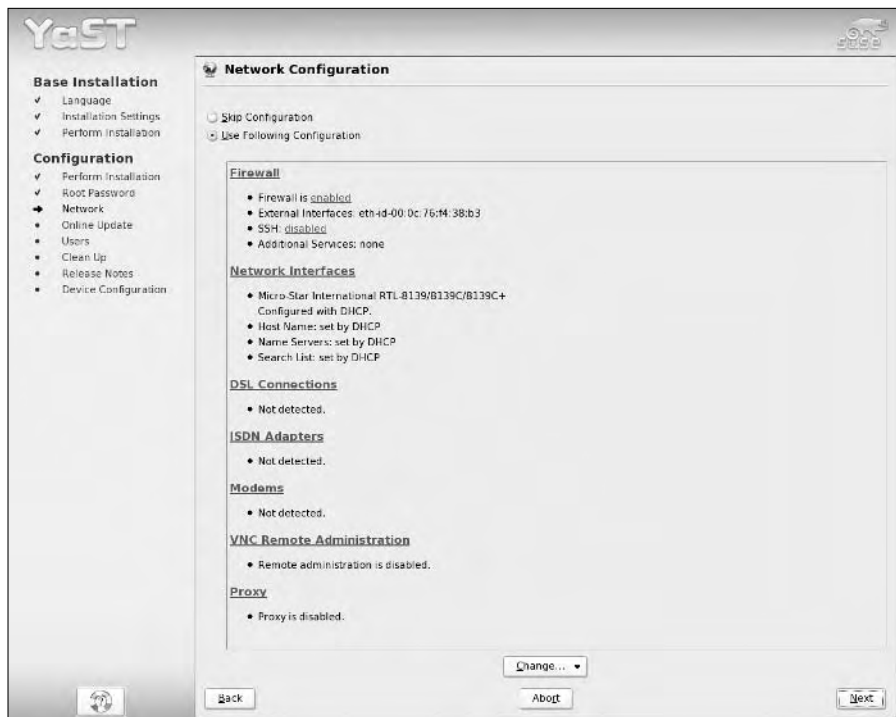 YaST
SUSE
Base Installation
Language
Installation Settings
Perform Installation
Configuration
Perform Installation
Root Password
Network
Online Update
Users
Clean Up
Release Notes
Device Configuration
Network Configuration
Skip Configuration
Use Following Configuration
Firewall
• Firewall is enabled
• External Interfaces: eth-id-00:0c:76:f4:38:b3
• SSH: disabled
• Additional Services: none
Network Interfaces
• Micro-Star International RTL-8139/8139C/8139C+
Configured with DHCP.
• Host Name: set by DHCP
• Name Servers: set by DHCP
• Search List: set by DHCP
DSL Connections
• Not detected.
ISDN Adapters
• Not detected.
Modems
• Not detected.
VNC Remote Administration
• Remote administration is disabled.
Proxy
• Proxy is disabled.
Change...
Back
Abort
Next